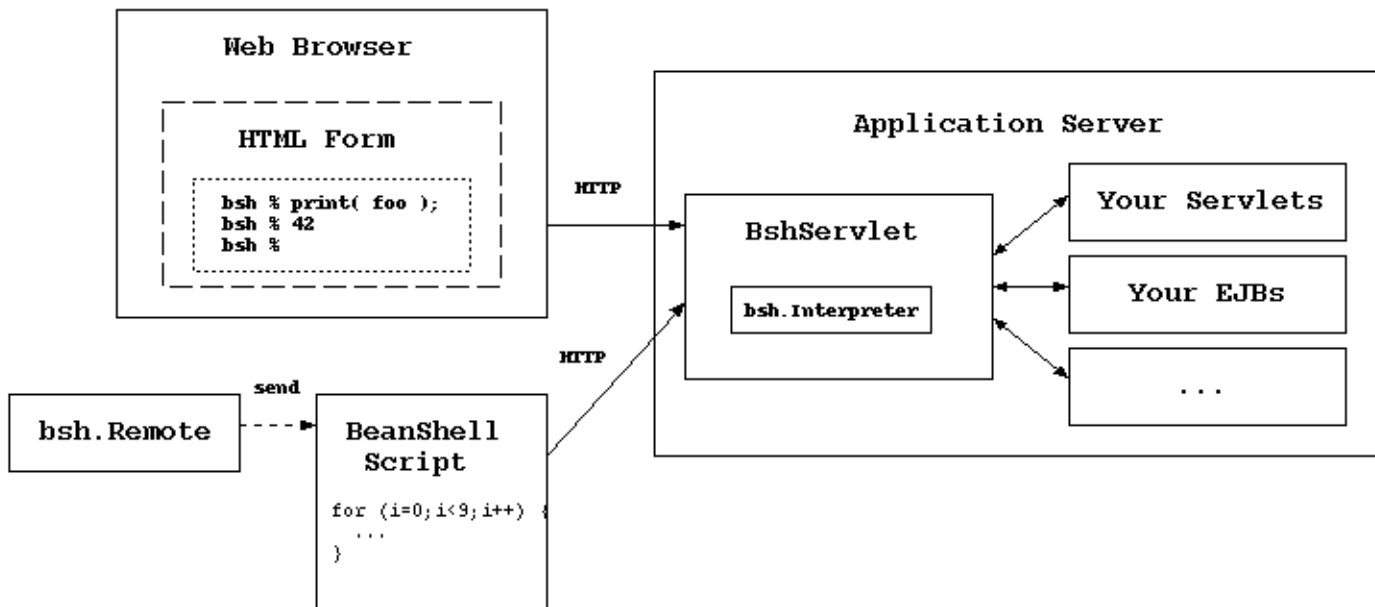 Web Browser
HTML Form
bsh % print( foo );
bsh % 42
bsh %
HTTP
Application Server
BshServlet
bsh.Interpreter
Your Servlets
Your EJBs
...
HTTP
send
bsh.Remote
BeanShell
Script
for (i=0;i<9;i++) {
...
}